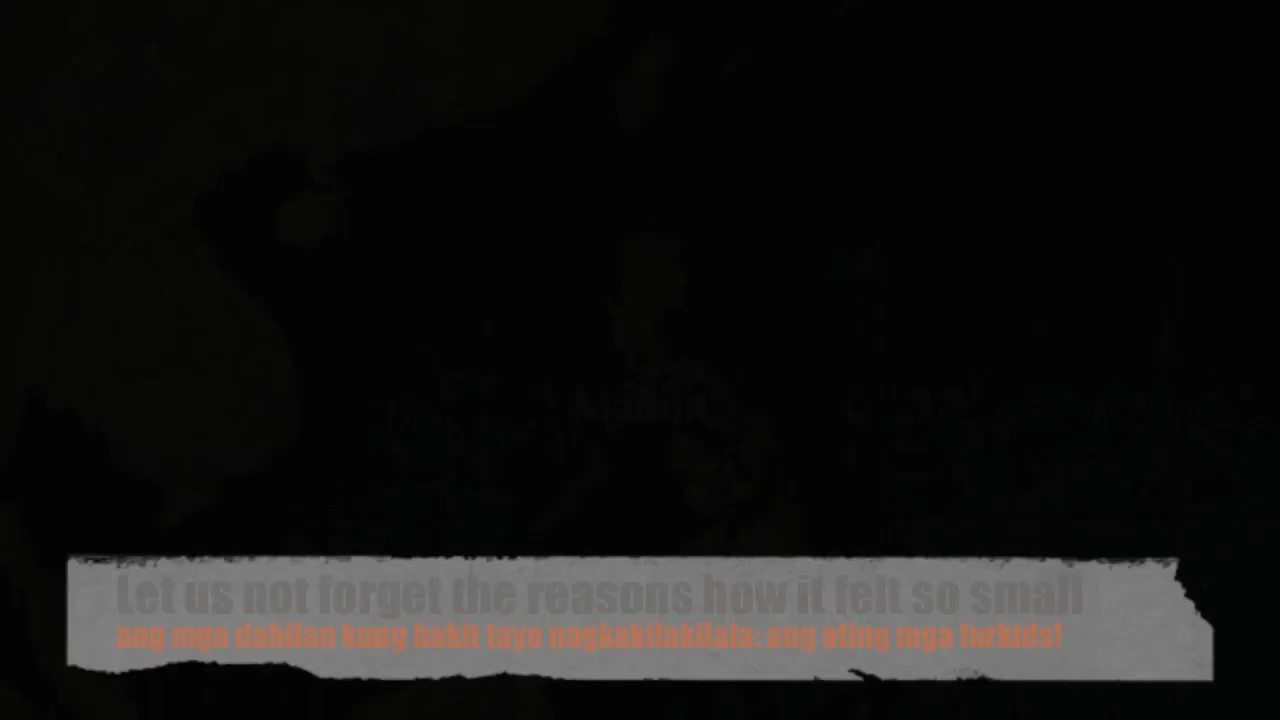 Manila
Let us not forget the reasons how it felt so small
ang mga dahilan kung bakit tayo nagkakilakilala: ang ating mga furkids!